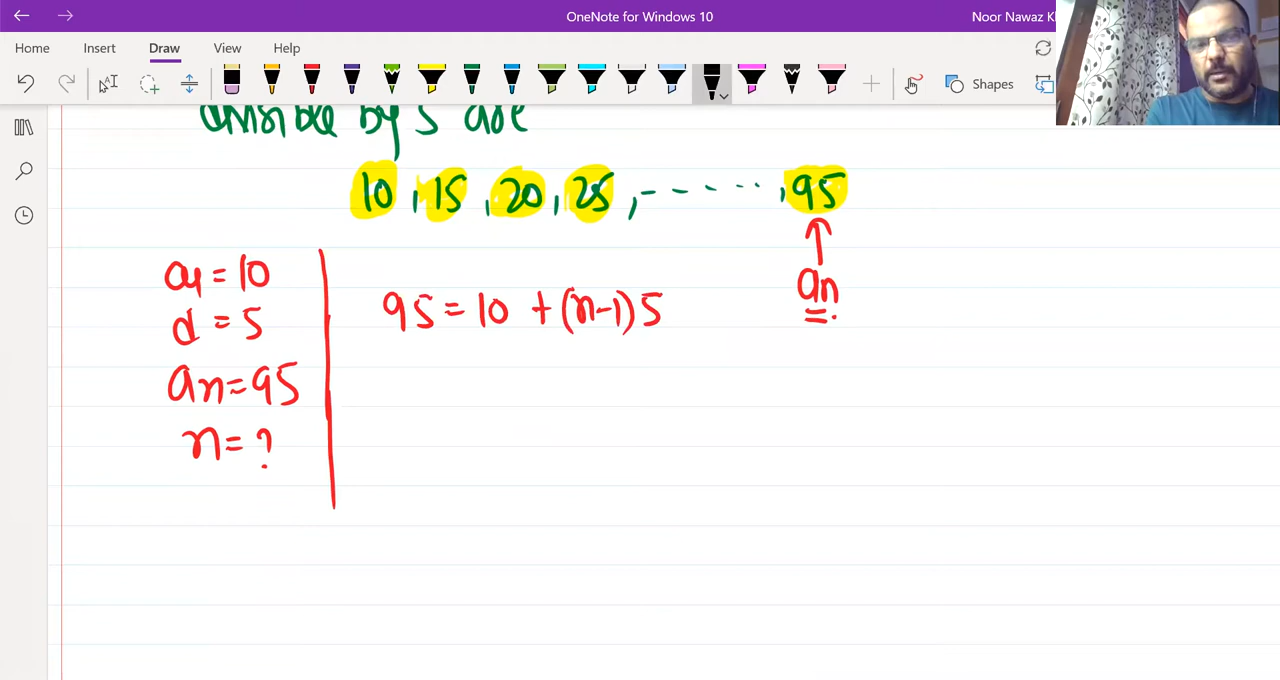 OneNote for Windows 10
Noor Nawaz Kh
Home Insert Draw View Help
Shapes
divisible by 5 are
10, 15, 20, 25, ------, 95
an
a1 = 10
d = 5
an = 95
n = ?
95 = 10 + (n-1)5